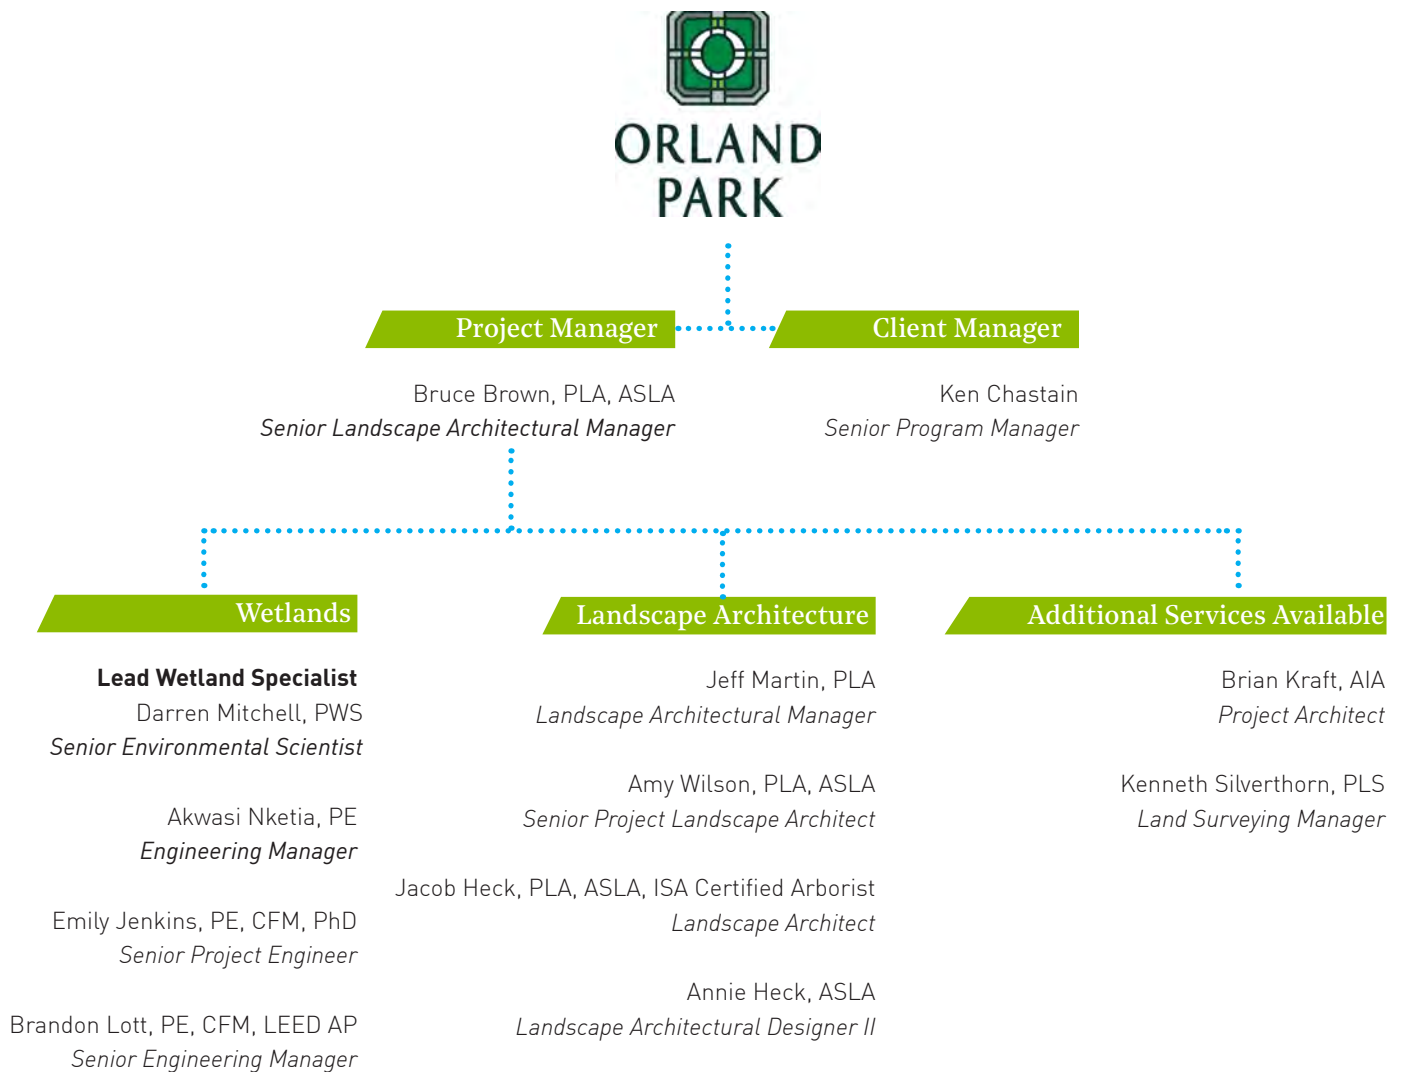 ORLAND
PARK
Project Manager
Client Manager
Bruce Brown, PLA, ASLA
Senior Landscape Architectural Manager
Ken Chastain
Senior Program Manager
Wetlands
Lead Wetland Specialist
Darren Mitchell, PWS
Senior Environmental Scientist
Akwasi Nketia, PE
Engineering Manager
Emily Jenkins, PE, CFM, PhD
Senior Project Engineer
Brandon Lott, PE, CFM, LEED AP
Senior Engineering Manager
Landscape Architecture
Jeff Martin, PLA
Landscape Architectural Manager
Amy Wilson, PLA, ASLA
Senior Project Landscape Architect
Jacob Heck, PLA, ASLA, ISA Certified Arborist
Landscape Architect
Annie Heck, ASLA
Landscape Architectural Designer II
Additional Services Available
Brian Kraft, AIA
Project Architect
Kenneth Silverthorn, PLS
Land Surveying Manager